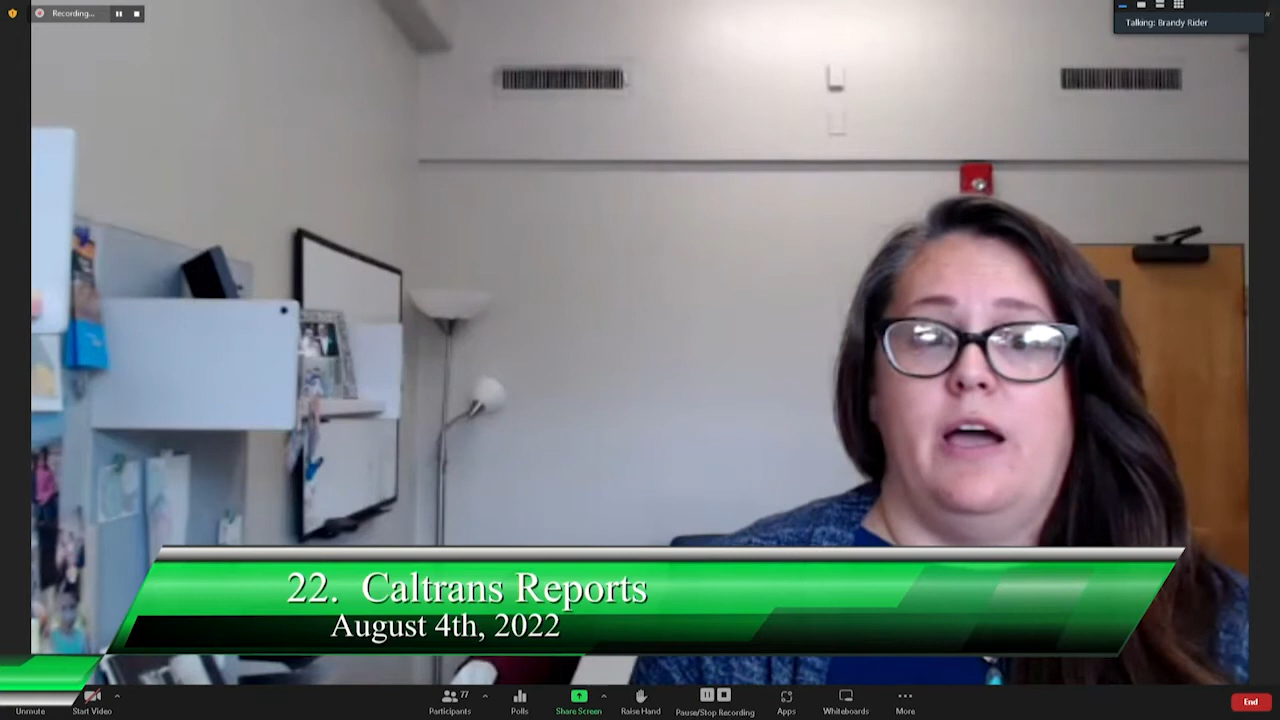 Recording...
Talking: Brandy Rider
22. Caltrans Reports
August 4th, 2022
Unmute
Start Video
77
Participants
Polls
Share Screen
Raise Hand
Pause/Stop Recording
Apps
Whiteboards
More
End